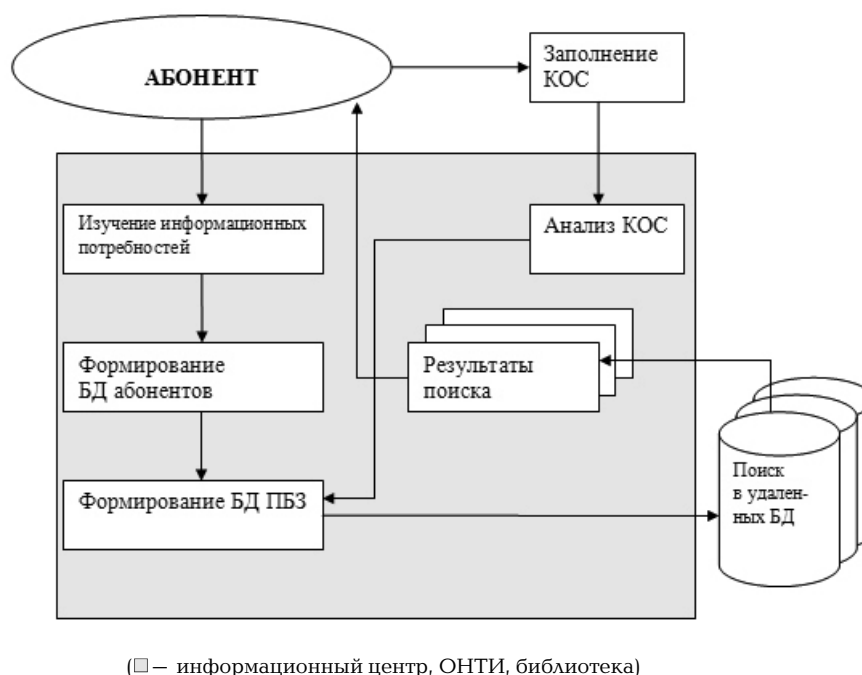 АБОНЕНТ
Заполнение
КОС
Изучение информационных
потребностей
Анализ КОС
Формирование
БД абонентов
Результаты
поиска
Формирование БД ПБЗ
Поиск
в удален-
ных БД
(□ – информационный центр, ОНТИ, библиотека)